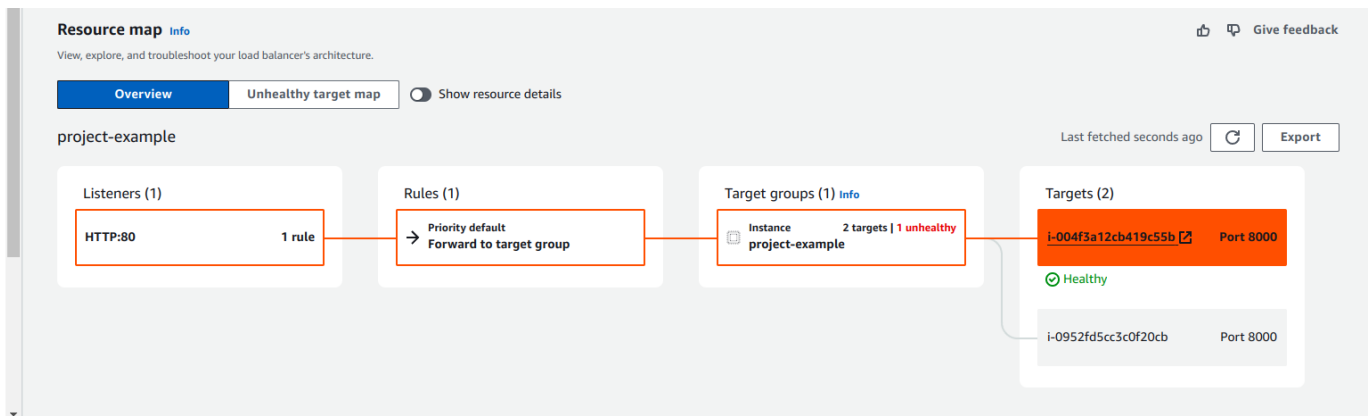 Resource map Info
Give feedback
View, explore, and troubleshoot your load balancer's architecture.
Overview
Unhealthy target map
Show resource details
project-example
Last fetched seconds ago
Export
Listeners (1)
HTTP:80
1 rule
Rules (1)
Priority default
Forward to target group
Target groups (1) Info
Instance
2 targets | 1 unhealthy
project-example
Targets (2)
i-004f3a12cb419c55b
Port 8000
Healthy
i-0952fd5cc3c0f20cb
Port 8000